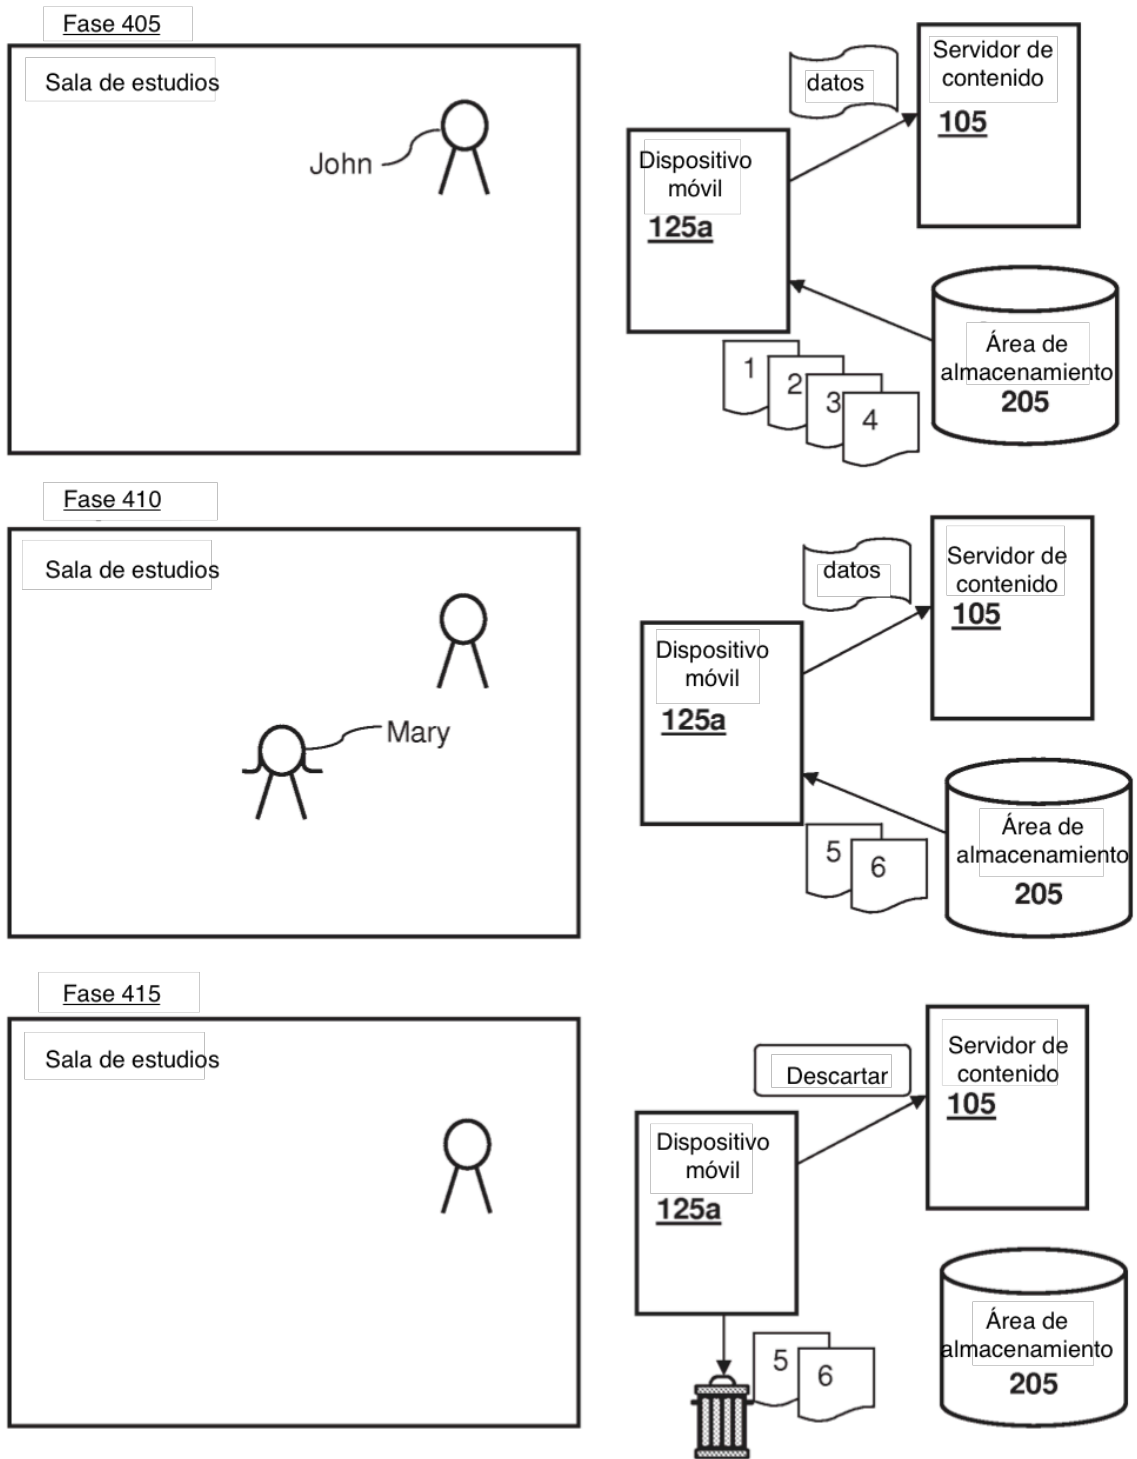 Fase 405
Sala de estudios
John
datos
Servidor de
contenido
105
Dispositivo
móvil
125a
Área de
almacenamiento
205
1
2
3
4
Fase 410
Sala de estudios
Mary
datos
Servidor de
contenido
105
Dispositivo
móvil
125a
Área de
almacenamiento
205
5
6
Fase 415
Sala de estudios
Descartar
Servidor de
contenido
105
Dispositivo
móvil
125a
Área de
almacenamiento
205
5
6